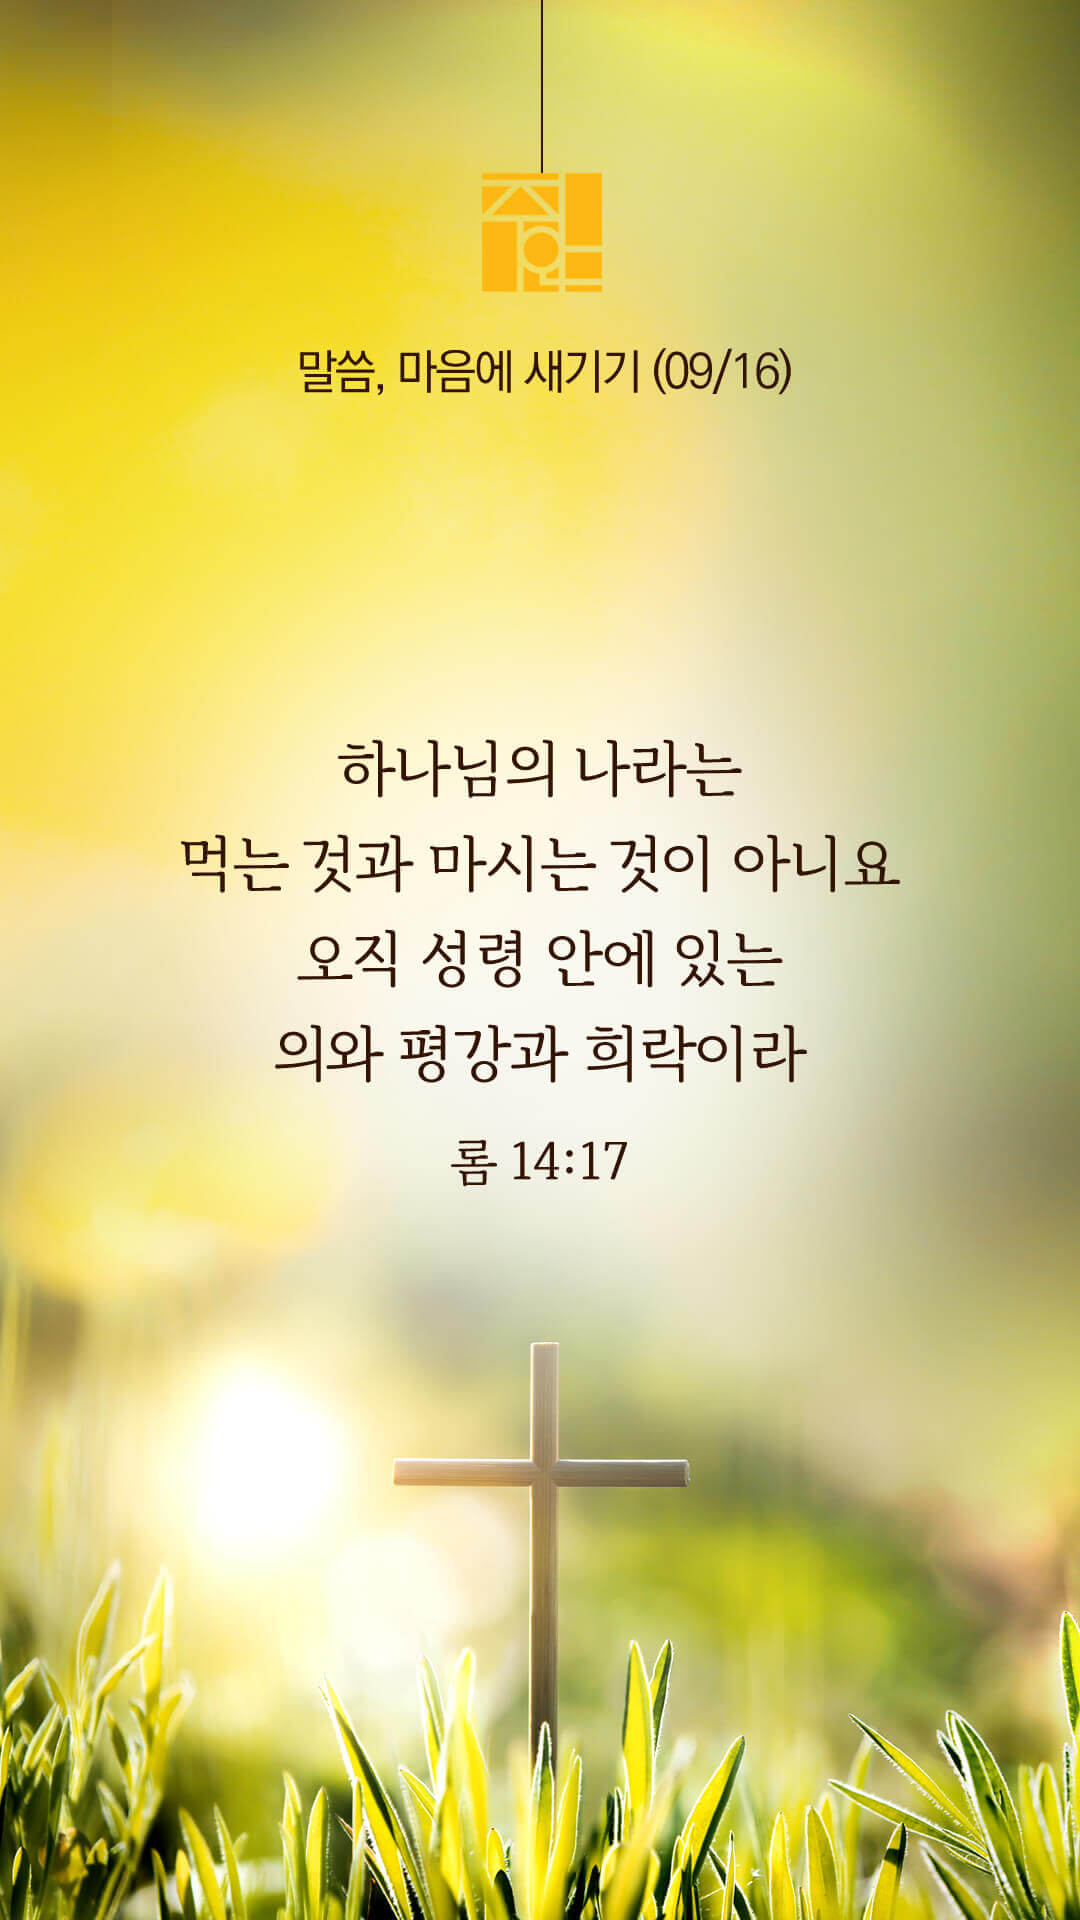 말씀, 마음에 새기기 (09/16)
하나님의 나라는
먹는 것과 마시는 것이 아니요
오직 성령 안에 있는
의와 평강과 희락이라
롬 14:17